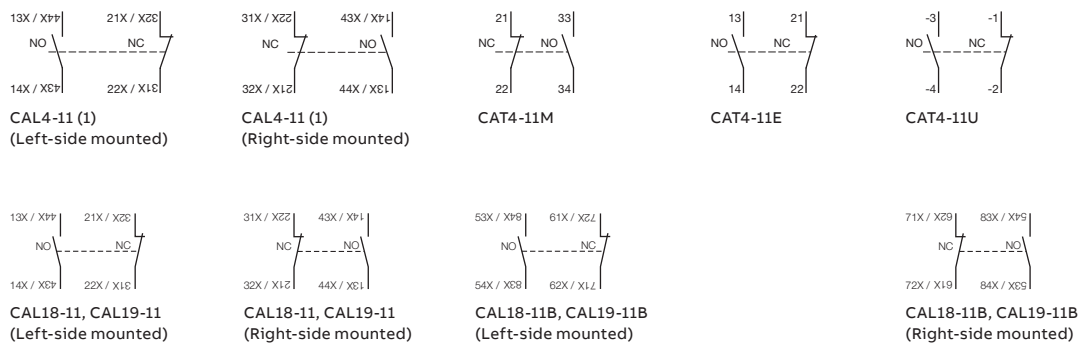 13X / 44X 21X / 32X
NO NC
14X / 43X 22X / 31X
CAL4-11 (1)
(Left-side mounted)
31X / 22X 43X / 14X
NC NO
32X / 21X 44X / 13X
CAL4-11 (1)
(Right-side mounted)
21 33
NC NO
22 34
CAT4-11M
13 21
NO NC
14 22
CAT4-11E
-3 -1
NO NC
-4 -2
CAT4-11U
13X / 44X 21X / 32X
NO NC
14X / 43X 22X / 31X
CAL18-11, CAL19-11
(Left-side mounted)
31X / 22X 43X / 14X
NC NO
32X / 21X 44X / 13X
CAL18-11, CAL19-11
(Right-side mounted)
53X / 84X 61X / 72X
NO NC
54X / 83X 62X / 71X
CAL18-11B, CAL19-11B
(Left-side mounted)
71X / 62X 83X / 54X
NC NO
72X / 61X 84X / 53X
CAL18-11B, CAL19-11B
(Right-side mounted)